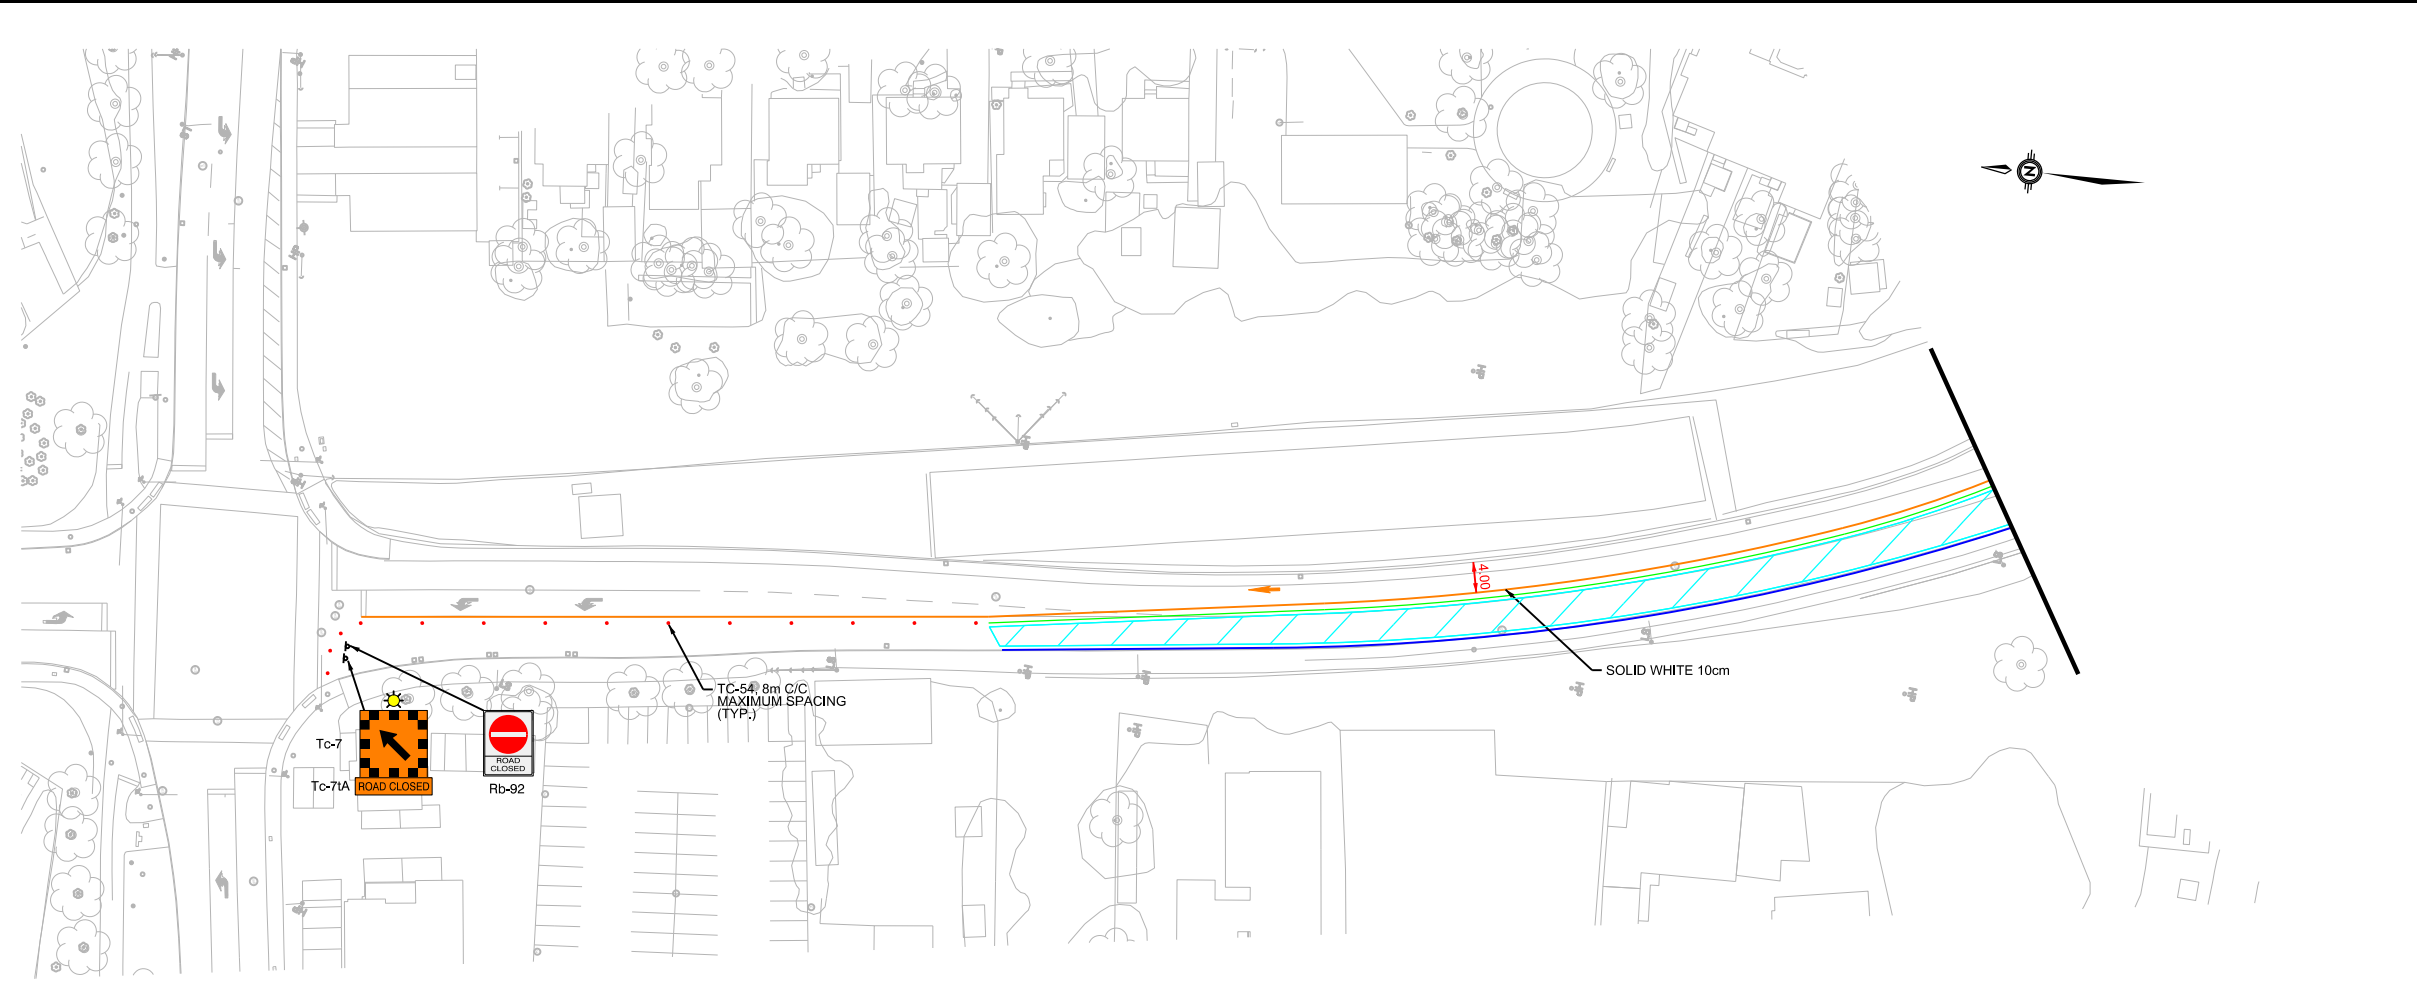 N
4.00
SOLID WHITE 10cm
TC-54, 8m C/C
MAXIMUM SPACING
(TYP.)
Tc-7
Tc-7tA
ROAD CLOSED
ROAD
CLOSED
Rb-92